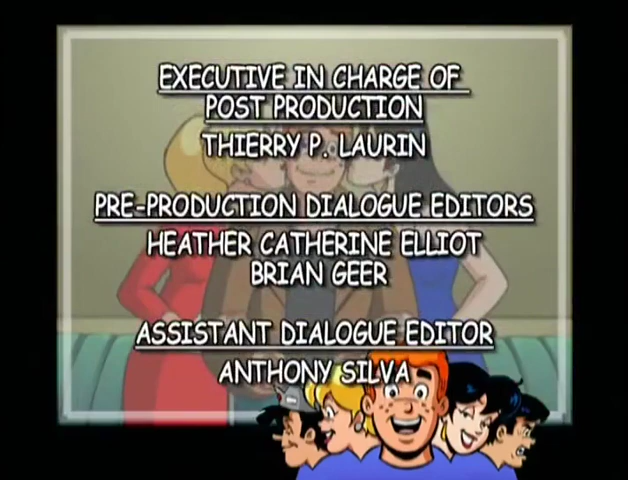 EXECUTIVE IN CHARGE OF
POST PRODUCTION
THIERRY P. LAURIN
PRE-PRODUCTION DIALOGUE EDITORS
HEATHER CATHERINE ELLIOT
BRIAN GEER
ASSISTANT DIALOGUE EDITOR
ANTHONY SILVA